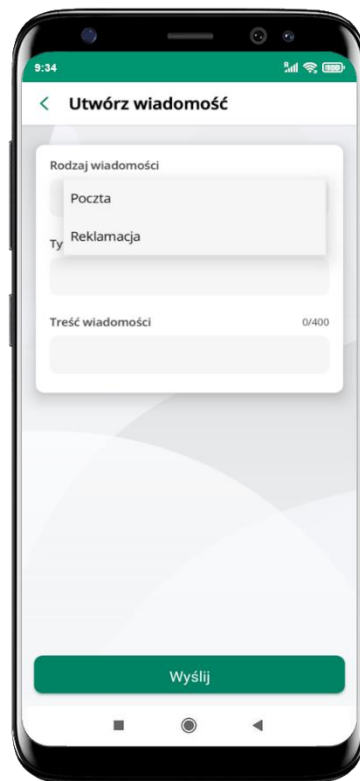 9:34
Utwórz wiadomość
Rodzaj wiadomości
Poczta
Reklamacja
Ty
Treść wiadomości 0/400
Wyślij